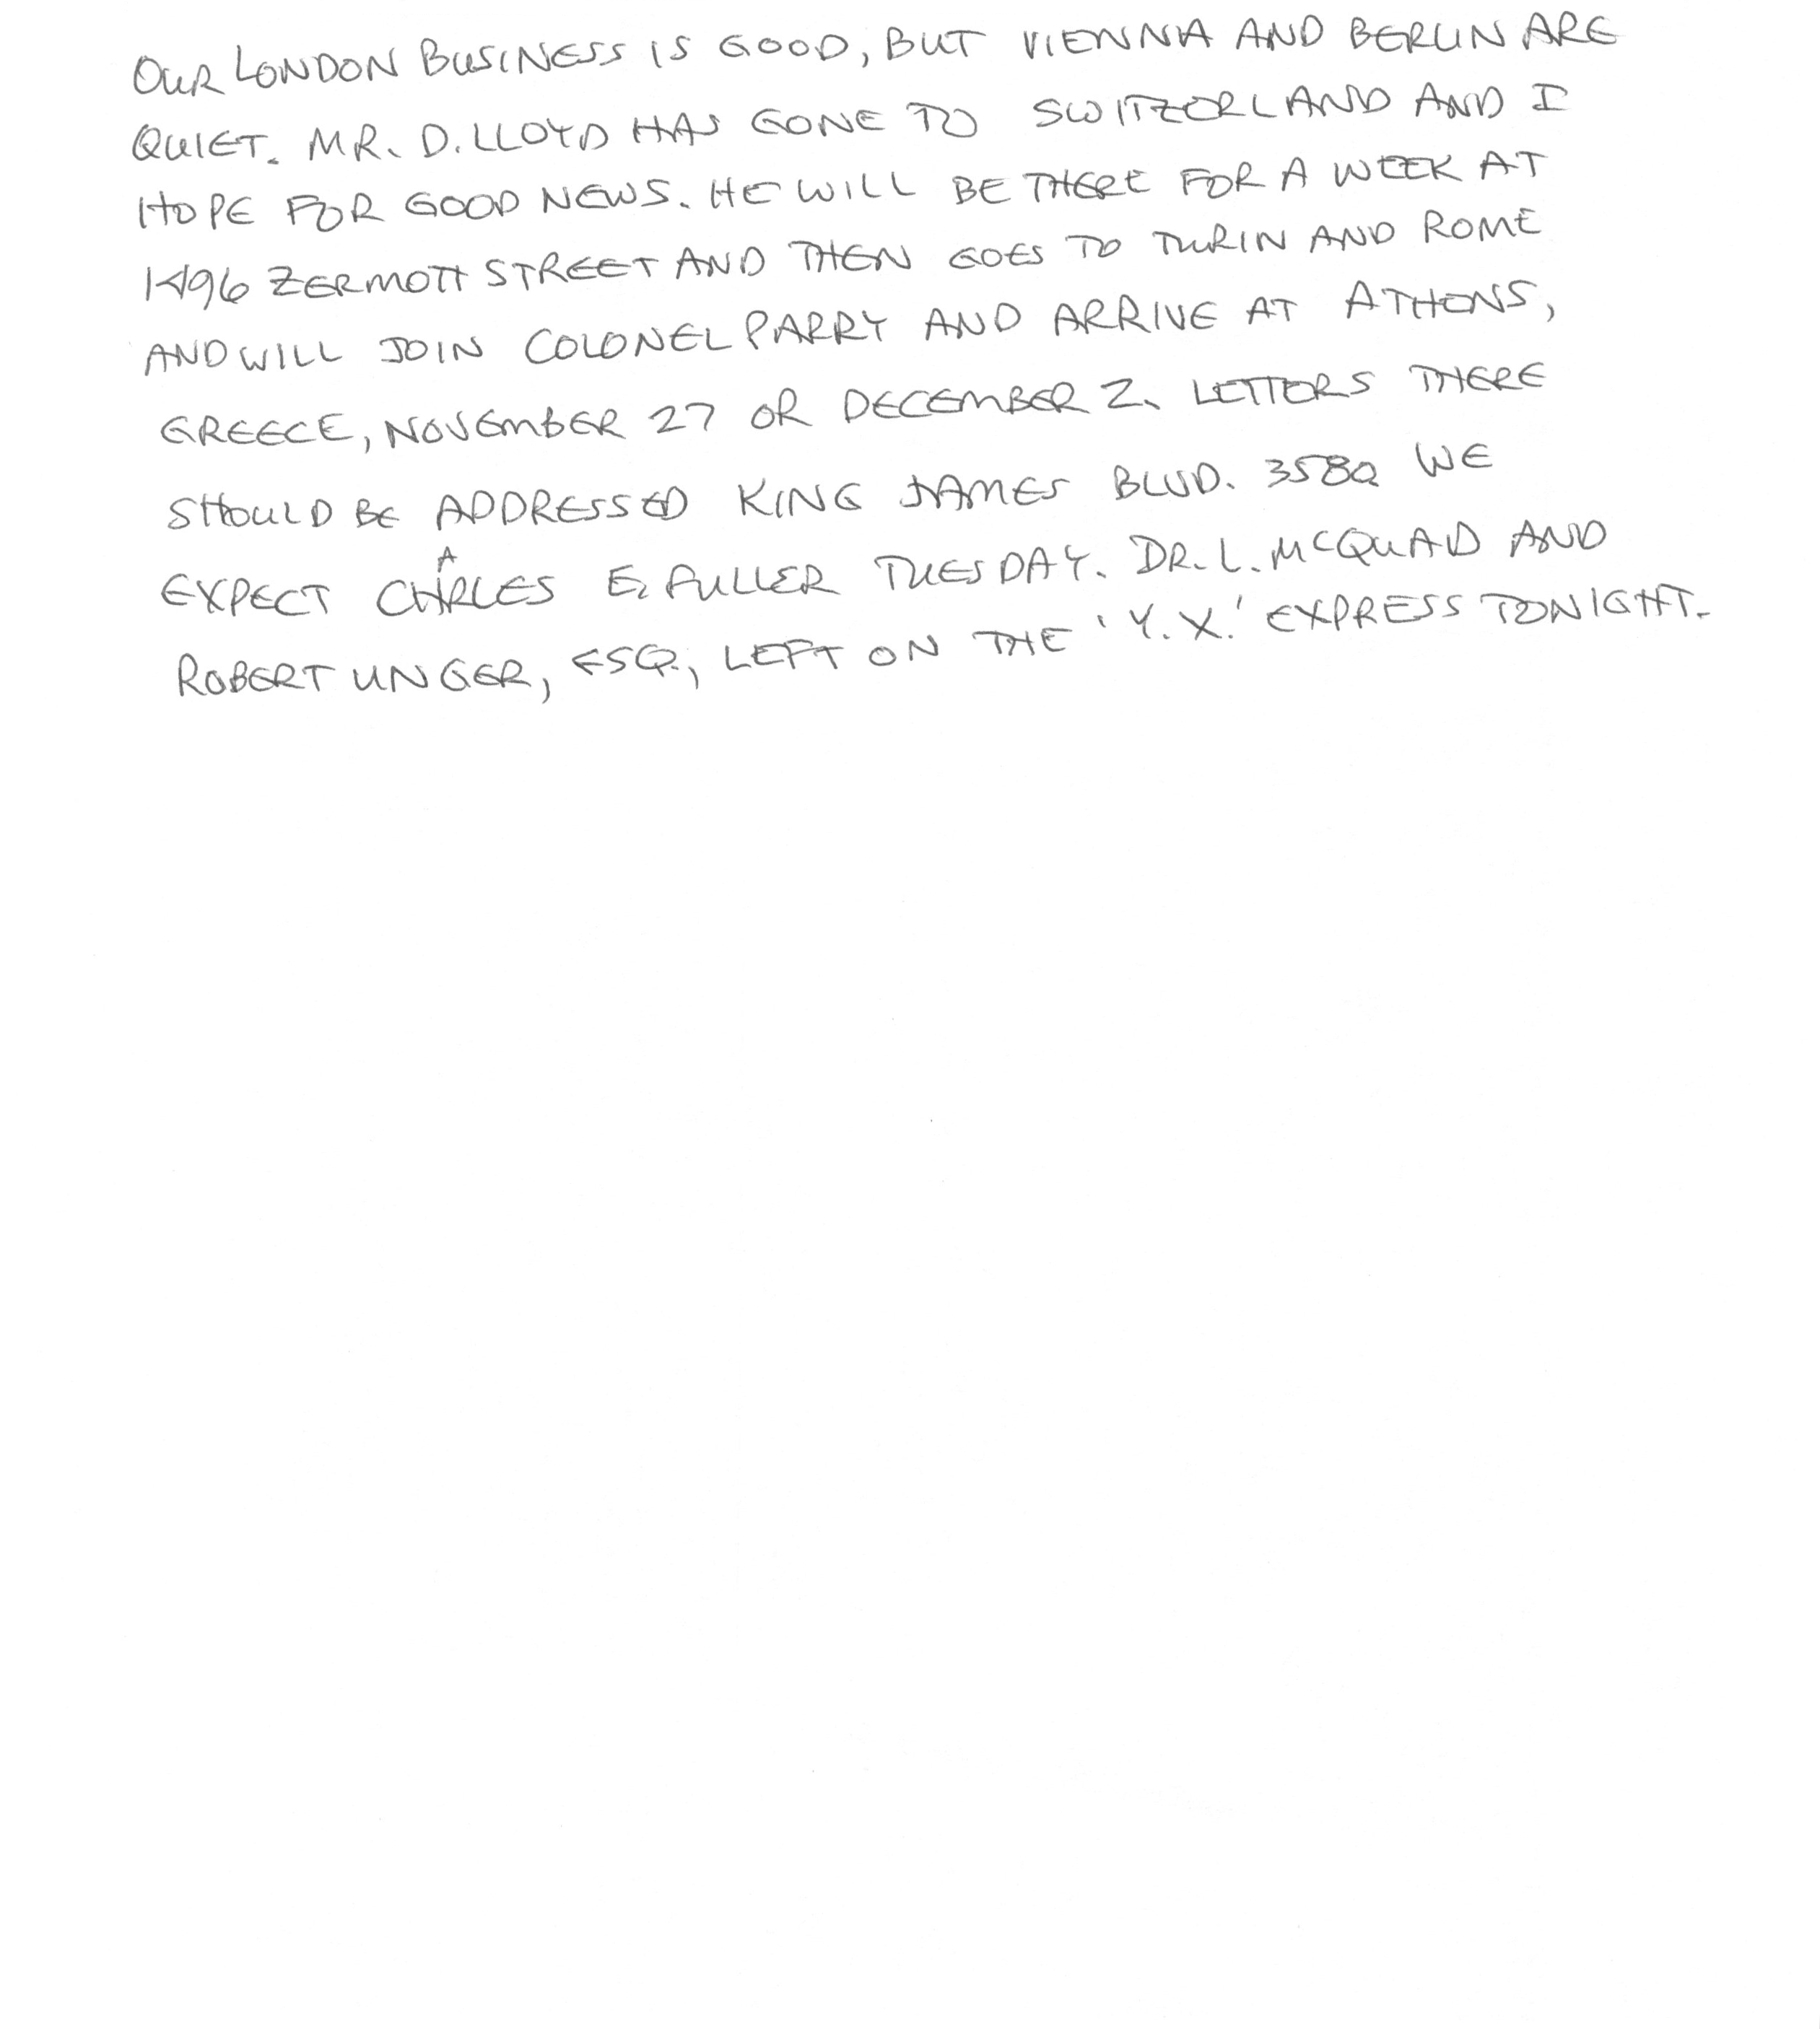 OUR LONDON BUSINESS IS GOOD, BUT VIENNA AND BERLIN ARE
QUIET. MR. D. LLOYD HAS GONE TO SWITZERLAND AND I
HOPE FOR GOOD NEWS. HE WILL BE THERE FOR A WEEK AT
1496 ZERMOTT STREET AND THEN GOES TO TURIN AND ROME
AND WILL JOIN COLONEL PARRY AND ARRIVE AT ATHENS,
GREECE, NOVEMBER 27 OR DECEMBER 2. LETTERS THERE
SHOULD BE ADDRESSED KING JAMES BLVD. 3580. WE
EXPECT CHARLES E. FULLER TUESDAY. DR. L. MCQUAD AND
ROBERT UNGER, ESQ., LEFT ON THE 'Y.X.' EXPRESS TONIGHT.